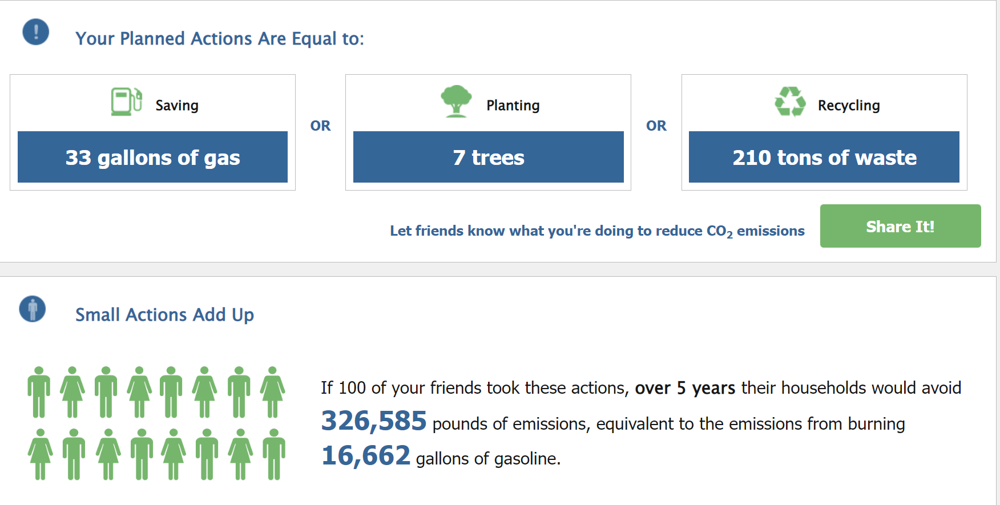 Your Planned Actions Are Equal to:
Saving
33 gallons of gas
OR
Planting
7 trees
OR
Recycling
210 tons of waste
Let friends know what you're doing to reduce CO₂ emissions
Share It!
Small Actions Add Up
If 100 of your friends took these actions, over 5 years their households would avoid
326,585 pounds of emissions, equivalent to the emissions from burning
16,662 gallons of gasoline.